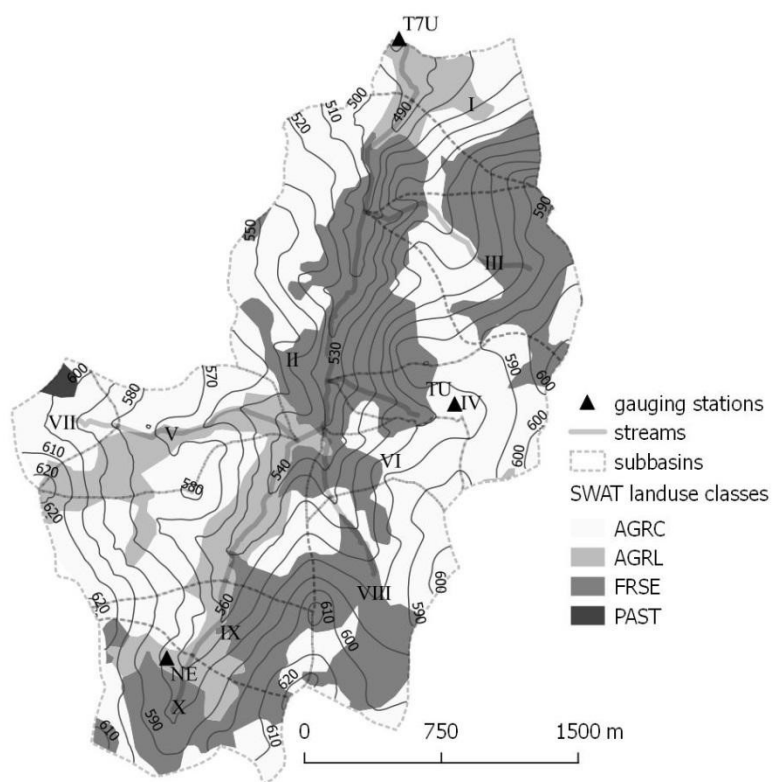 T7U
I
490
500
510
520
590
550
III
530
II
570
590
600
TU
IV
600
580
600
VII
V
610
620
580
540
VI
600
620
600
VIII
590
620
560
610
IX
600
NE
620
X
590
610
610
gauging stations
streams
subbasins
SWAT landuse classes
AGRC
AGRL
FRSE
PAST
0 750 1500 m